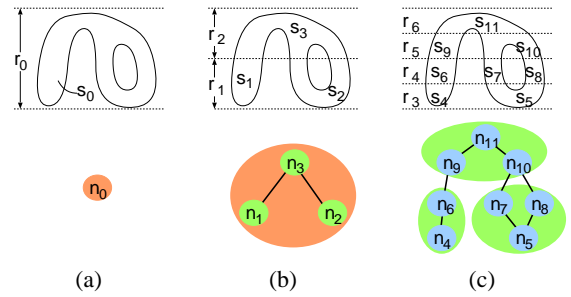 r0 s0
r2 s3
r1 s1 s2
r6 s11
r5 s9 s10
r4 s6 s7 s8
r3 s4 s5
n0
n3
n1 n2
n11
n9 n10
n6 n7 n8
n4 n5
(a) (b) (c)